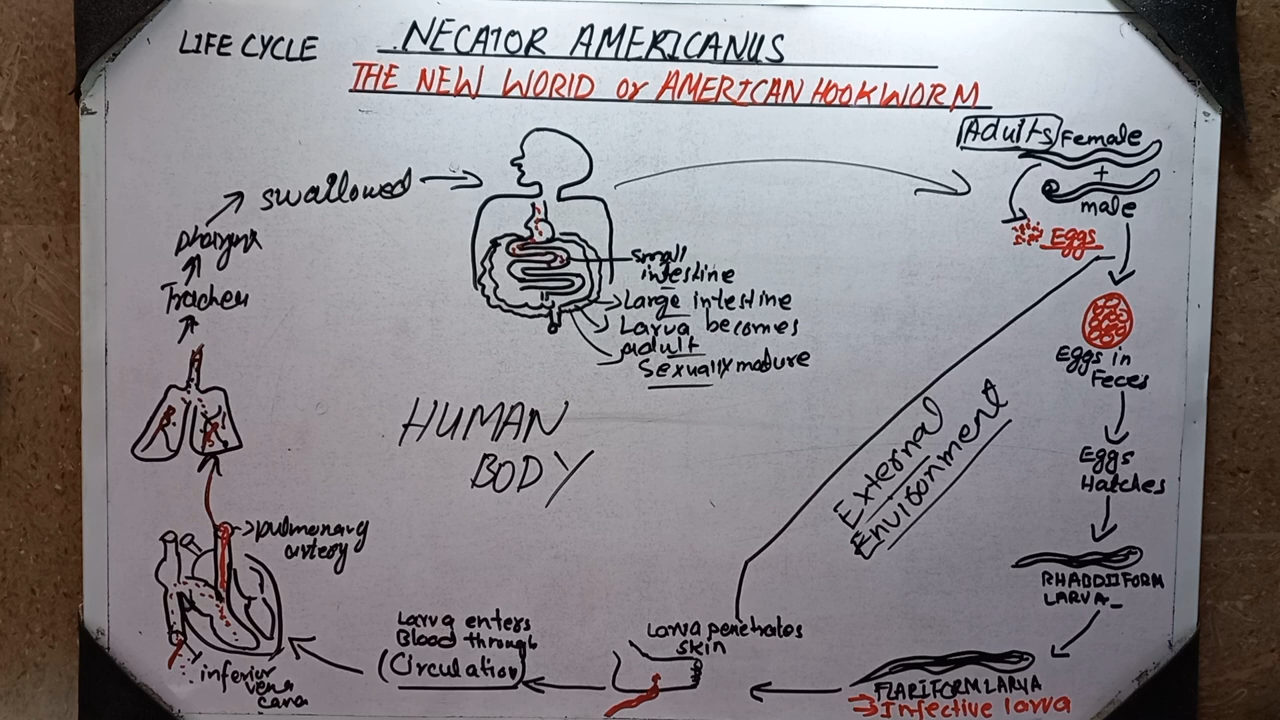 LIFE CYCLE NECATOR AMERICANUS
THE NEW WORLD or AMERICAN HOOKWORM
Adults Female
+
male
Eggs
Eggs in
Feces
Eggs
Hatches
RHABDIIFORM
LARVA
FLARIFORM LARVA
→ Infective larva
External
Environment
Larva penetrates
skin
Larva enters
Blood through
(Circulation)
inferior
vena
cava
pulmonary
artery
Trachea
pharynx
swallowed
small
intestine
Large intestine
Larva becomes
adult
Sexually mature
HUMAN
BODY